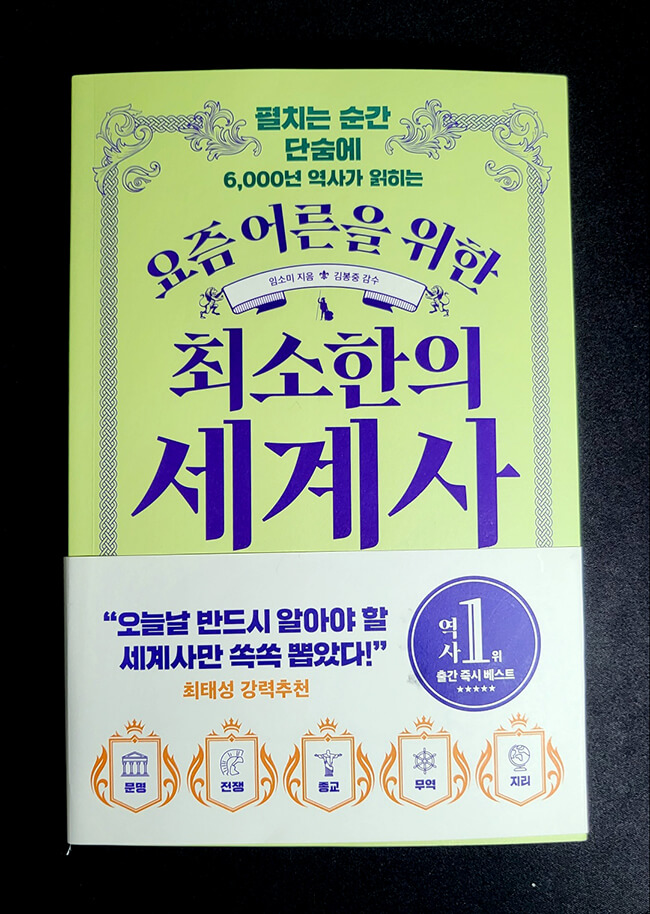 펼치는 순간
단숨에
6,000년 역사가 읽히는
요즘 어른을 위한
임소미 지음 김봉중 감수
최소한의
세계사
“오늘날 반드시 알아야 할
세계사만 쏙쏙 뽑았다!”
최태성 강력추천
역사 1위
출간 즉시 베스트
★★★★★
문명
전쟁
종교
무역
지리